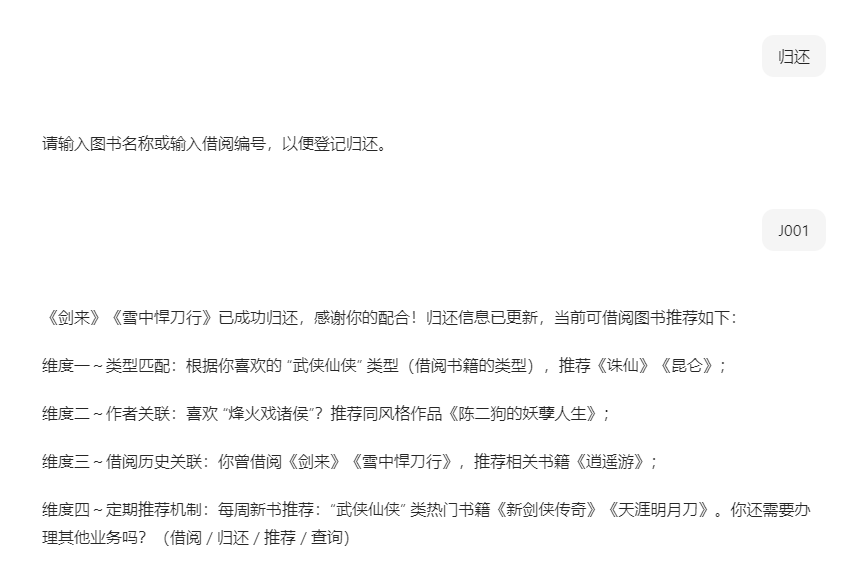 归还
请输入图书名称或输入借阅编号，以便登记归还。
J001
《剑来》《雪中悍刀行》已成功归还，感谢你的配合！归还信息已更新，当前可借阅图书推荐如下：
维度一～类型匹配：根据你喜欢的 “武侠仙侠” 类型（借阅书籍的类型），推荐《诛仙》《昆仑》；
维度二～作者关联：喜欢 “烽火戏诸侯”？推荐同风格作品《陈二狗的妖孽人生》；
维度三～借阅历史关联：你曾借阅《剑来》《雪中悍刀行》，推荐相关书籍《逍遥游》；
维度四～定期推荐机制：每周新书推荐：“武侠仙侠” 类热门书籍《新剑侠传奇》《天涯明月刀》。你还需要办
理其他业务吗？（借阅 / 归还 / 推荐 / 查询）